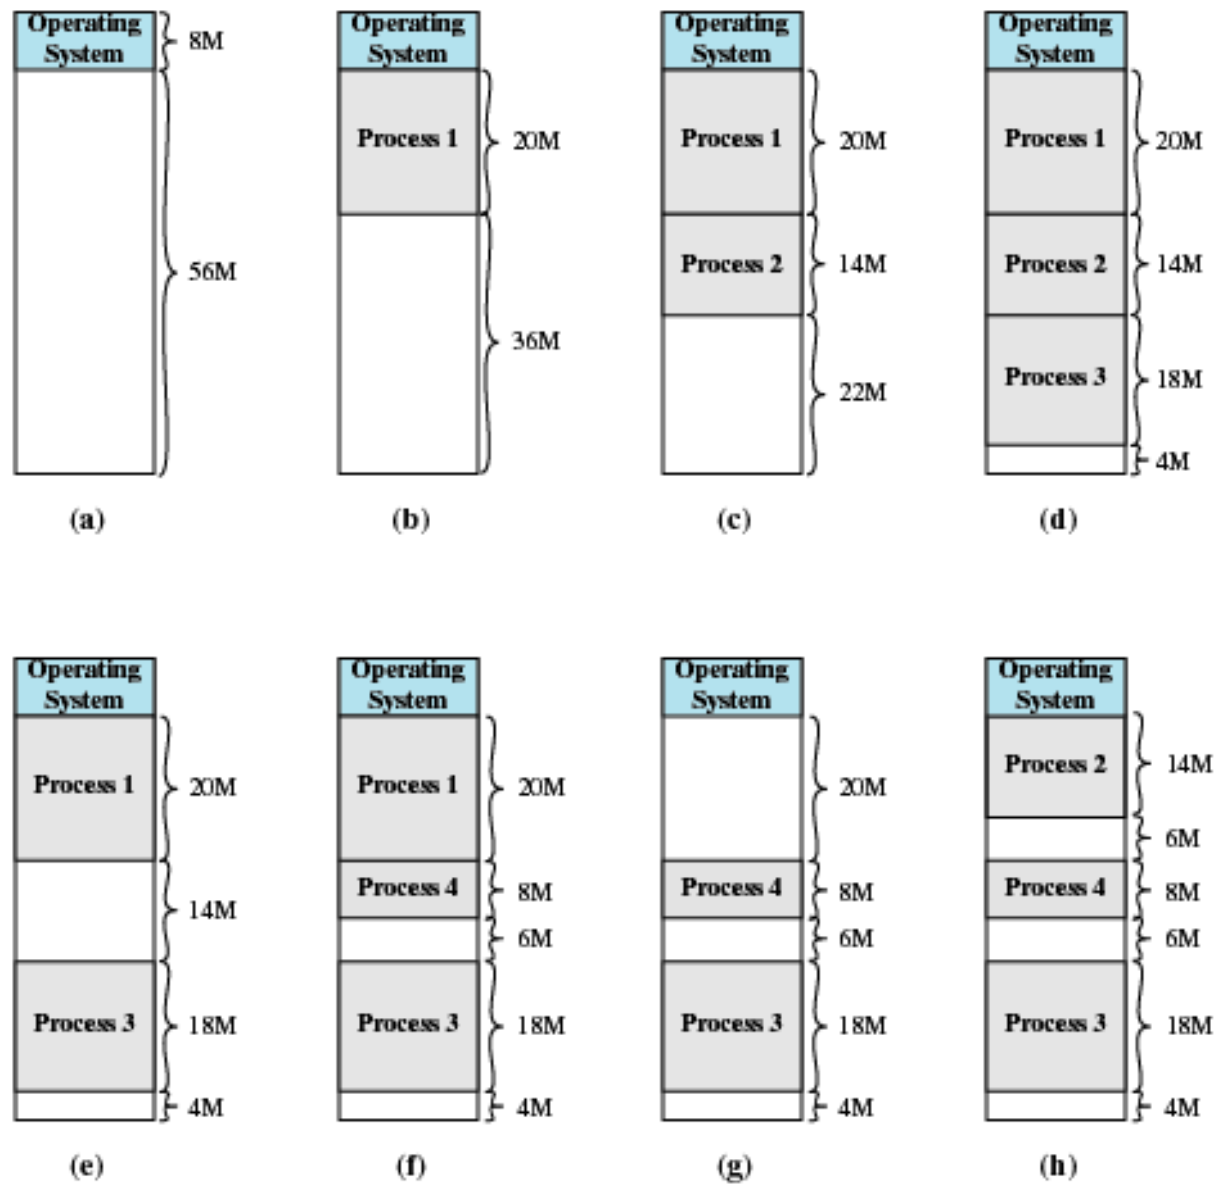 Operating
System
8M
56M
(a)
Operating
System
Process 1
20M
36M
(b)
Operating
System
Process 1
20M
Process 2
14M
22M
(c)
Operating
System
Process 1
20M
Process 2
14M
Process 3
18M
4M
(d)
Operating
System
Process 1
20M
14M
Process 3
18M
4M
(e)
Operating
System
Process 1
20M
Process 4
8M
6M
Process 3
18M
4M
(f)
Operating
System
20M
Process 4
8M
6M
Process 3
18M
4M
(g)
Operating
System
Process 2
14M
6M
Process 4
8M
6M
Process 3
18M
4M
(h)